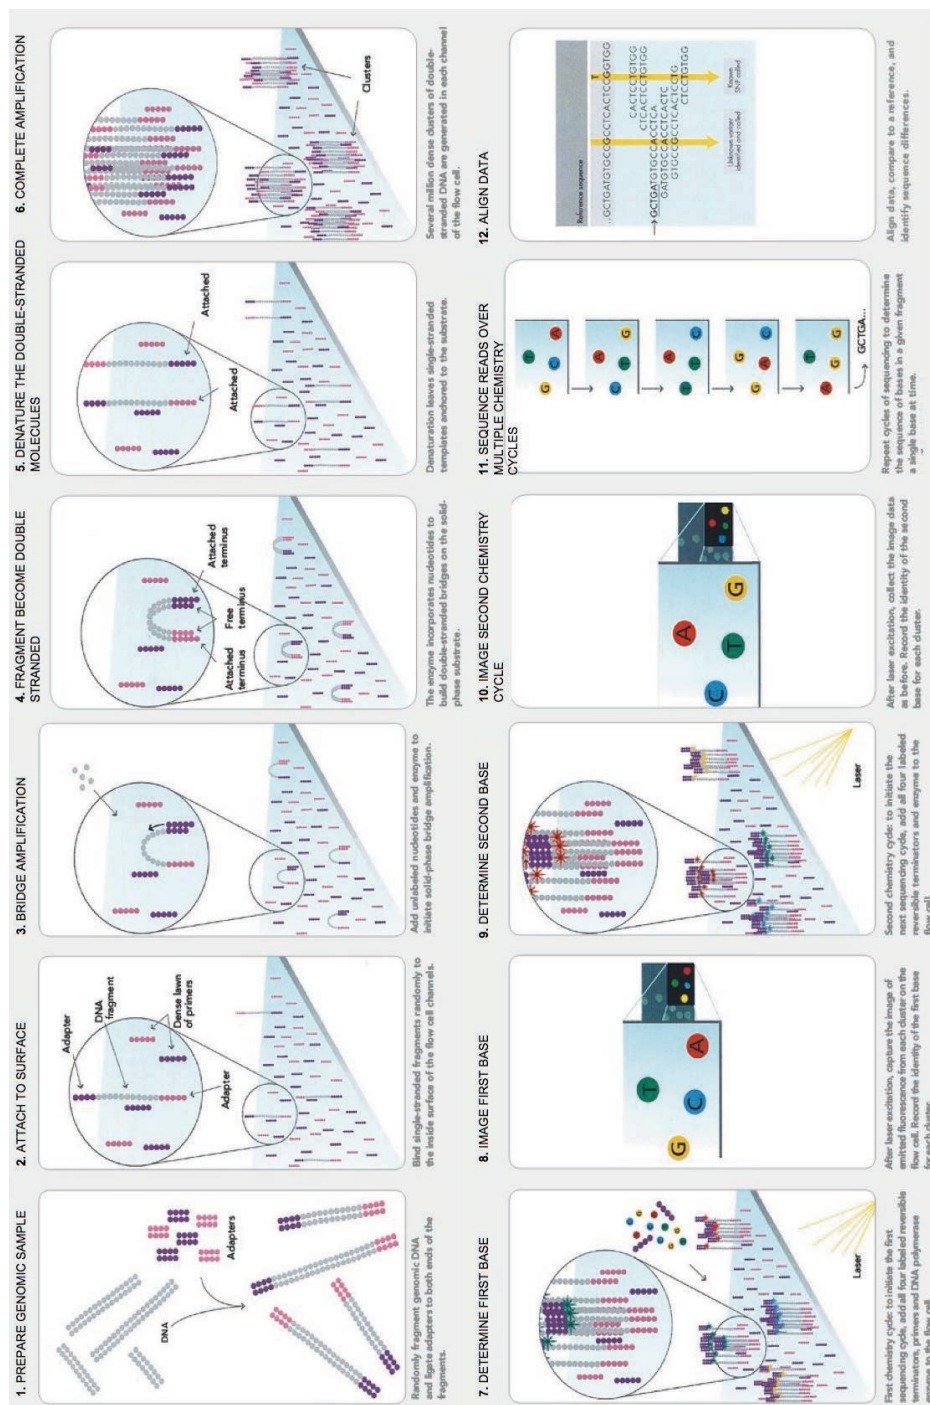 1. PREPARE GENOMIC SAMPLE
DNA
Adapters
Randomly fragment genomic DNA
and ligate adapters to both ends of the
fragments.
2. ATTACH TO SURFACE
Adapter
DNA
fragment
Dense lawn
of primers
Adapter
Bind single-stranded fragments randomly to
the inside surface of the flow cell channels.
3. BRIDGE AMPLIFICATION
Add unlabeled nucleotides and enzyme to
initiate solid-phase bridge amplification.
4. FRAGMENT BECOME DOUBLE
STRANDED
Attached
terminus
Free
terminus
Attached
terminus
The enzyme incorporates nucleotides to
build double-stranded bridges on the solid-
phase substrate.
5. DENATURE THE DOUBLE-STRANDED
MOLECULES
Attached
Attached
Denaturation leaves single-stranded
templates anchored to the substrate.
6. COMPLETE AMPLIFICATION
Clusters
Several million dense clusters of double-
stranded DNA are generated in each channel
of the flow cell.
7. DETERMINE FIRST BASE
Laser
First chemistry cycle: to initiate the first
sequencing cycle, add all four labeled reversible
terminators, primers and DNA polymerase
enzyme to the flow cell.
8. IMAGE FIRST BASE
G
T
C
A
After laser excitation, capture the image of
emitted fluorescence from each cluster on the
flow cell. Record the identity of the first base
for each cluster.
9. DETERMINE SECOND BASE
Laser
Second chemistry cycle: to initiate the
next sequencing cycle, add all four labeled
reversible terminators and enzyme to the
flow cell.
10. IMAGE SECOND CHEMISTRY
CYCLE
C
A
T
G
After laser excitation, collect the image data
as before. Record the identity of the second
base for each cluster.
11. SEQUENCE READS OVER
MULTIPLE CHEMISTRY
CYCLES
G T C A
C A T G
T T C
G G A C
A T G G
GCTGA...
Repeat cycles of sequencing to determine
the sequence of bases in a given fragment
a single base at time.
12. ALIGN DATA
Reference sequence
T
..GCTGATGTGCCGCCTCACTCCGGTGG
CACTCCTGTGG
CTCACTCCTGTGG
GCTGATGTGCCACCTCA
GATGTGCCACCTCACTC
GTGCCGCCTCACTCCTG
CTCCTGTGG
Unknown variant
identified and called
Known
SNP called
Align data, compare to a reference, and
identify sequence differences.